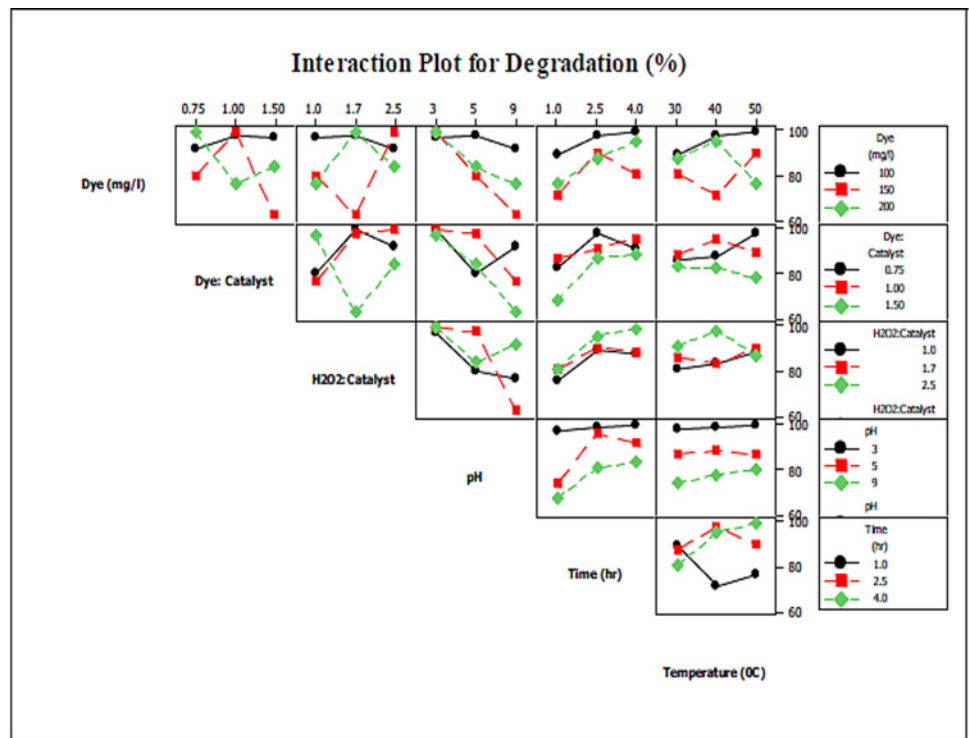 Interaction Plot for Degradation (%)
0.75 1.00 1.50 1.0 1.7 2.5 3 5 9 1.0 2.5 4.0 30 40 50
Dye (mg/l)
100
80
60
Dye
(mg/l)
100
150
200
Dye: Catalyst
100
80
60
Dye:
Catalyst
0.75
1.00
1.50
H2O2:Catalyst
100
80
60
H2O2:Catalyst
1.0
1.7
2.5
H2O2:Catalyst
pH
100
80
60
pH
3
5
9
pH
Time (hr)
100
80
60
Time
(hr)
1.0
2.5
4.0
Temperature (0C)